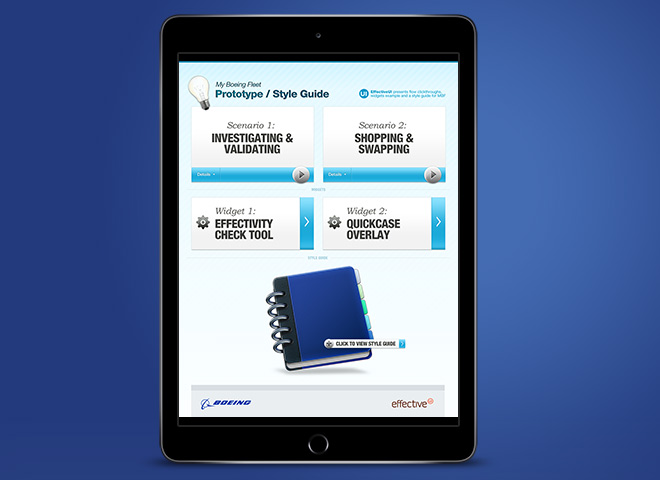 My Boeing Fleet
Prototype / Style Guide
EffectiveUI presents flow clickthroughs,
widgets example and a style guide for MBF
UI
Scenario 1:
INVESTIGATING &
VALIDATING
Details
Scenario 2:
SHOPPING &
SWAPPING
Details
WIDGETS
Widget 1:
EFFECTIVITY
CHECK TOOL
Widget 2:
QUICKCASE
OVERLAY
STYLE GUIDE
CLICK TO VIEW STYLE GUIDE
BOEING
effective